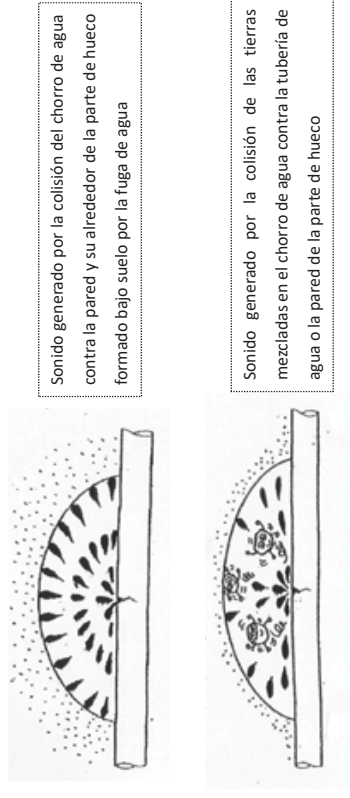 Sonido generado por la colisión del chorro de agua
contra la pared y su alrededor de la parte de hueco
formado bajo suelo por la fuga de agua
Sonido generado por la colisión de las tierras
mezcladas en el chorro de agua contra la tubería de
agua o la pared de la parte de hueco